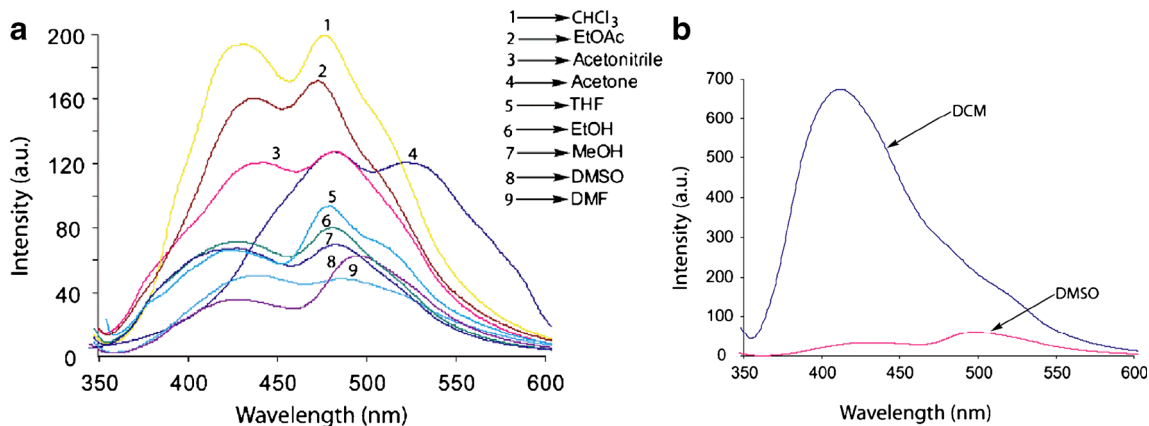 a
200
160
120
80
40
0
Intensity (a.u.)
350 400 450 500 550 600
Wavelength (nm)
1
2
3
4
5
6
7
8
9
1 CHCl3
2 EtOAc
3 Acetonitrile
4 Acetone
5 THF
6 EtOH
7 MeOH
8 DMSO
9 DMF
b
700
600
500
400
300
200
100
0
Intensity (a.u.)
350 400 450 500 550 600
Wavelength (nm)
DCM
DMSO